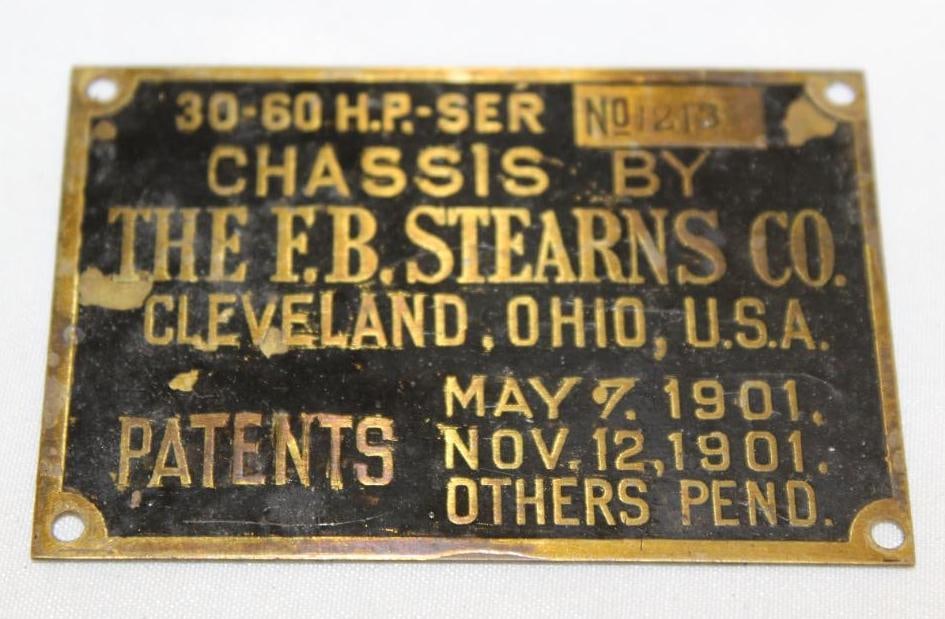 30-60 H.P.-SER No 1213
CHASSIS BY
THE F.B. STEARNS CO.
CLEVELAND, OHIO, U.S.A.
PATENTS
MAY 7. 1901.
NOV. 12, 1901.
OTHERS PEND.